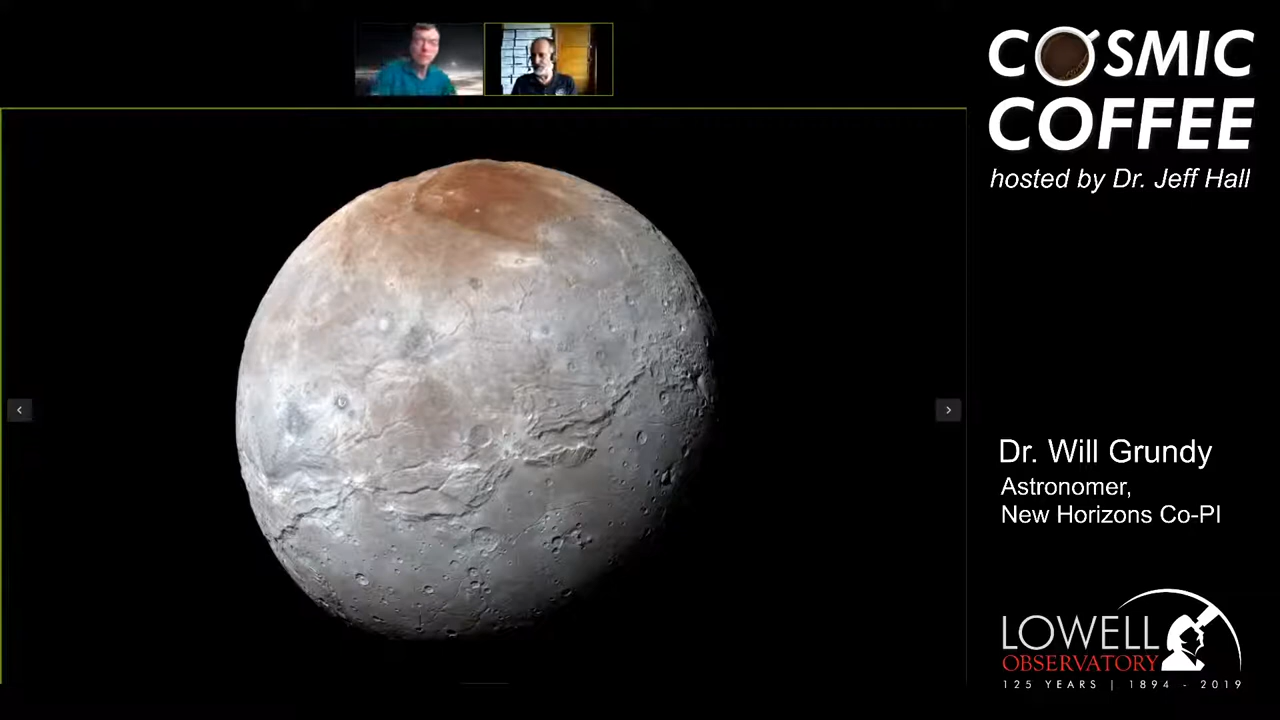 COSMIC
COFFEE
hosted by Dr. Jeff Hall
Dr. Will Grundy
Astronomer,
New Horizons Co-PI
LOWELL
OBSERVATORY
125 YEARS | 1894 - 2019